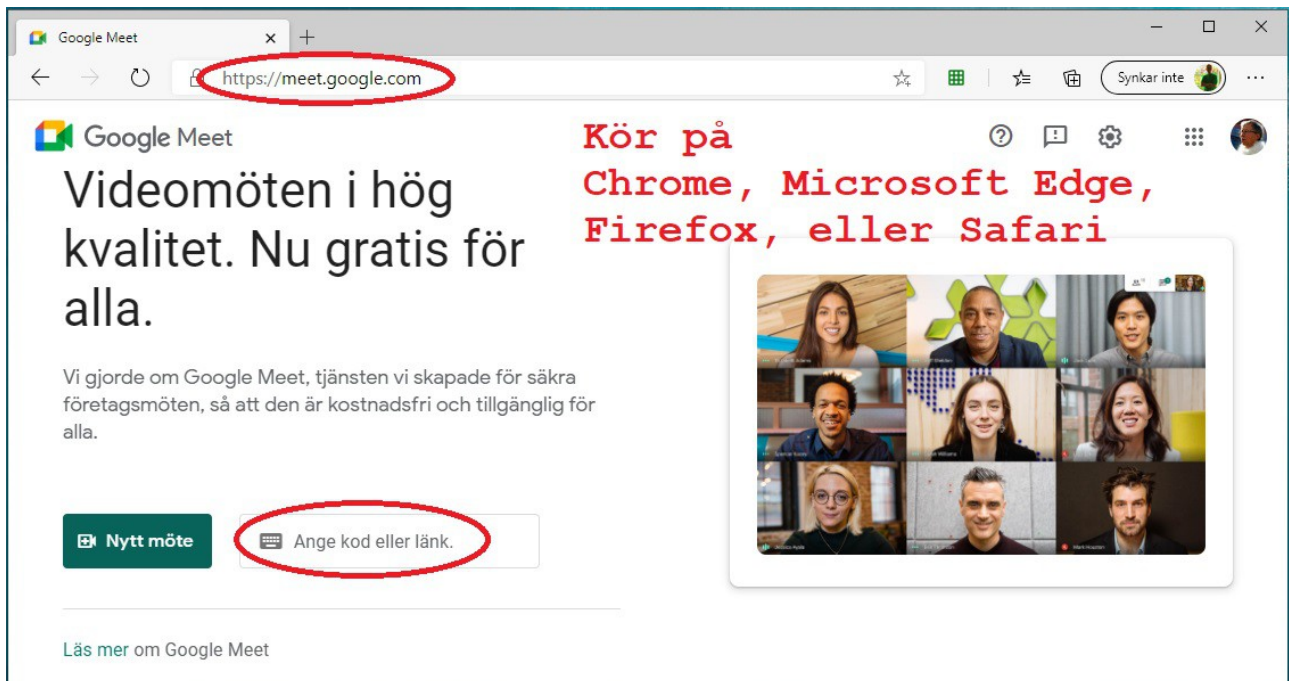 Google Meet
https://meet.google.com
Synkar inte
Google Meet
Kör på
Chrome, Microsoft Edge,
Firefox, eller Safari
Videomöten i hög
kvalitet. Nu gratis för
alla.
Vi gjorde om Google Meet, tjänsten vi skapade för säkra
företagsmöten, så att den är kostnadsfri och tillgänglig för
alla.
Nytt möte
Ange kod eller länk.
Läs mer om Google Meet